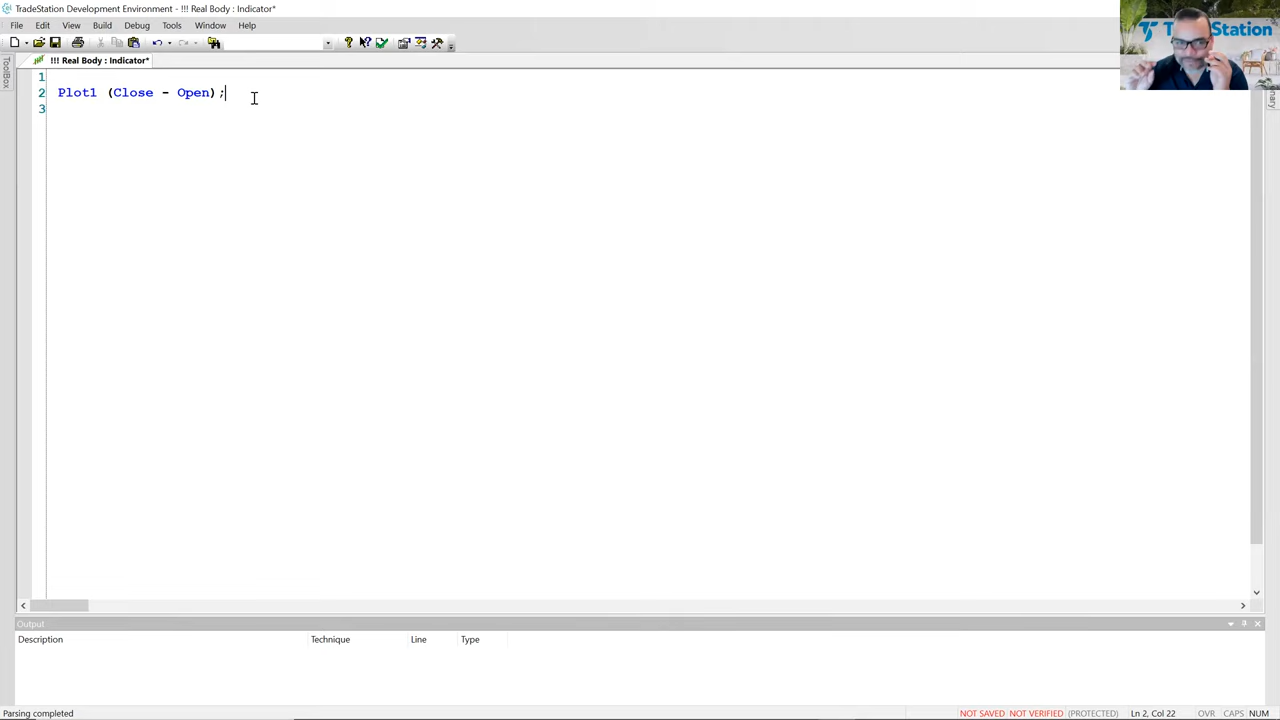 TradeStation Development Environment - !!! Real Body : Indicator*
File Edit View Build Debug Tools Window Help
ToolBox
!!! Real Body : Indicator*
1
2 Plot1 (Close - Open);
3
Station
Output
Description Technique Line Type
Parsing completed
NOT SAVED NOT VERIFIED (PROTECTED) Ln 2, Col 22 OVR CAPS NUM